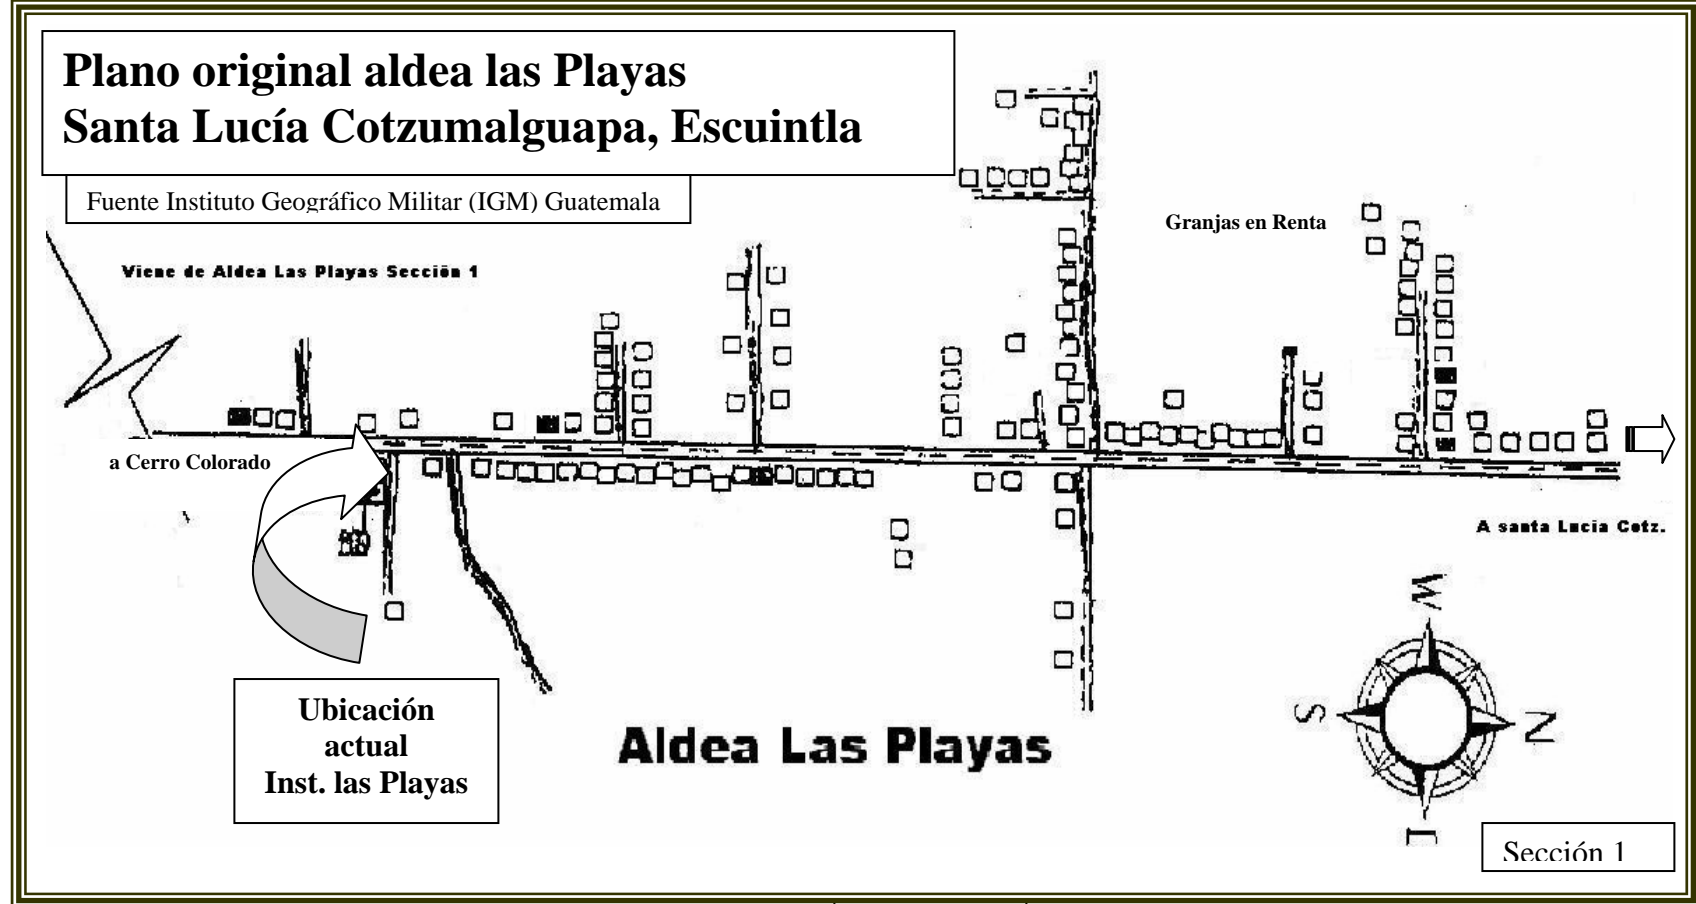 Plano original aldea las Playas
Santa Lucía Cotzumalguapa, Escuintla
Fuente Instituto Geográfico Militar (IGM) Guatemala
Granjas en Renta
Viene de Aldea Las Playas Sección 1
a Cerro Colorado
A santa Lucia Cotz.
W
S
N
Ubicación
actual
Inst. las Playas
Aldea Las Playas
Sección 1